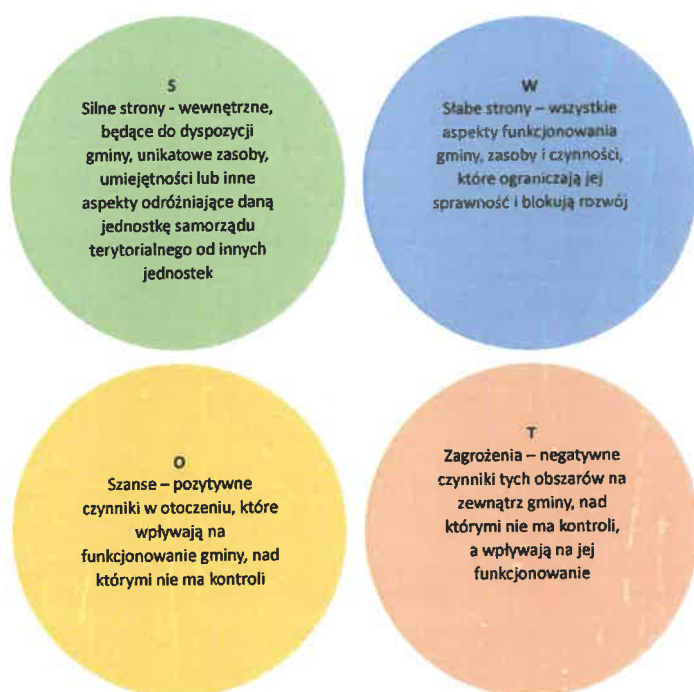 S
Silne strony - wewnętrzne,
będące do dyspozycji
gminy, unikatowe zasoby,
umiejętności lub inne
aspekty odróżniające daną
jednostkę samorządu
terytorialnego od innych
jednostek
W
Słabe strony – wszystkie
aspekty funkcjonowania
gminy, zasoby i czynności,
które ograniczają jej
sprawność i blokują rozwój
O
Szanse – pozytywne
czynniki w otoczeniu, które
wpływają na
funkcjonowanie gminy, nad
którymi nie ma kontroli
T
Zagrożenia – negatywne
czynniki tych obszarów na
zewnątrz gminy, nad
którymi nie ma kontroli,
a wpływają na jej
funkcjonowanie